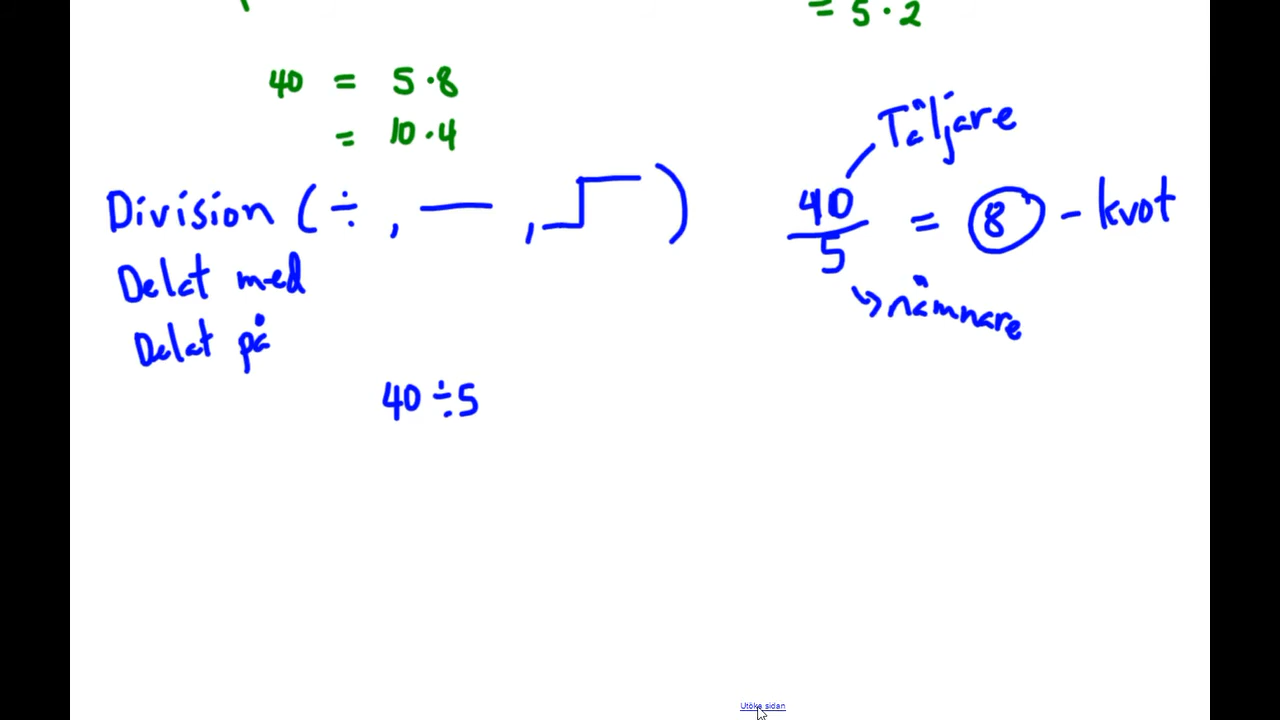 = 5 · 2
40 = 5 · 8
= 10 · 4
Täljare
Division ( ÷ , — , )
40
5
= 8 - kvot
Delat med
nämnare
Delat på
40 ÷ 5
Utöka sidan